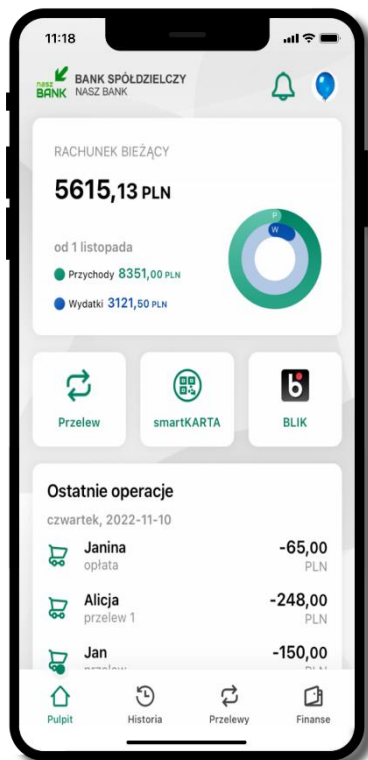 11:18
nasz BANK
BANK SPÓŁDZIELCZY
NASZ BANK
RACHUNEK BIEŻĄCY
5615,13 PLN
od 1 listopada
Przychody 8351,00 PLN
Wydatki 3121,50 PLN
P
W
Przelew
smartKARTA
BLIK
Ostatnie operacje
czwartek, 2022-11-10
Janina -65,00
opłata PLN
Alicja -248,00
przelew 1 PLN
Jan -150,00
przelew PLN
Pulpit
Historia
Przelewy
Finanse